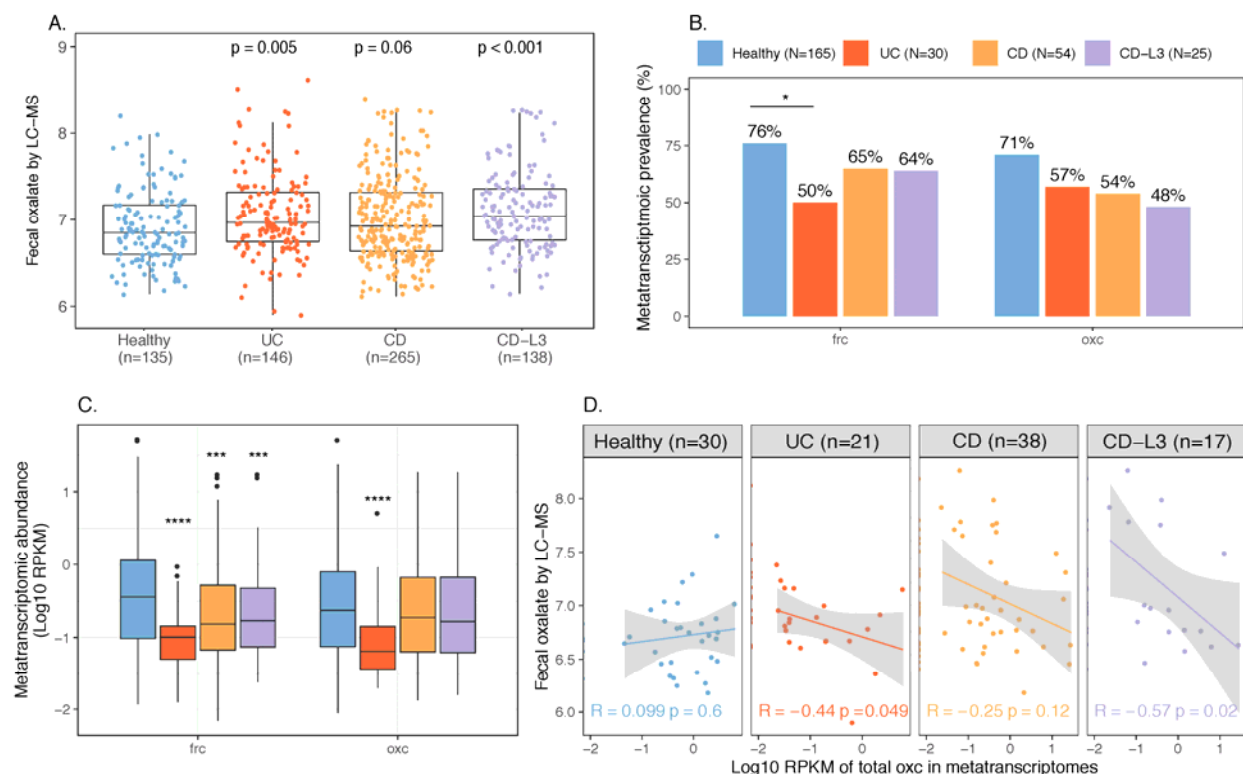 A.
p = 0.005 p = 0.06 p < 0.001
Fecal oxalate by LC−MS
9
8
7
6
Healthy (n=135)
UC (n=146)
CD (n=265)
CD−L3 (n=138)
B.
Healthy (N=165) UC (N=30) CD (N=54) CD−L3 (N=25)
Metatransctiptmoic prevalence (%)
100
75
50
25
0
*
76% 50% 65% 64%
71% 57% 54% 48%
frc oxc
C.
Metatransctiptomic abundance
(Log10 RPKM)
1
0
−1
−2
**** *** *** ****
frc oxc
D.
Healthy (n=30) UC (n=21) CD (n=38) CD−L3 (n=17)
Fecal oxalate by LC−MS
8.0
7.5
7.0
6.5
6.0
R = 0.099 p = 0.6 R = −0.44 p = 0.049 R = −0.25 p = 0.12 R = −0.57 p = 0.02
−2 −1 0 1 −2 −1 0 1 −2 −1 0 1 −2 −1 0 1
Log10 RPKM of total oxc in metatranscriptomes